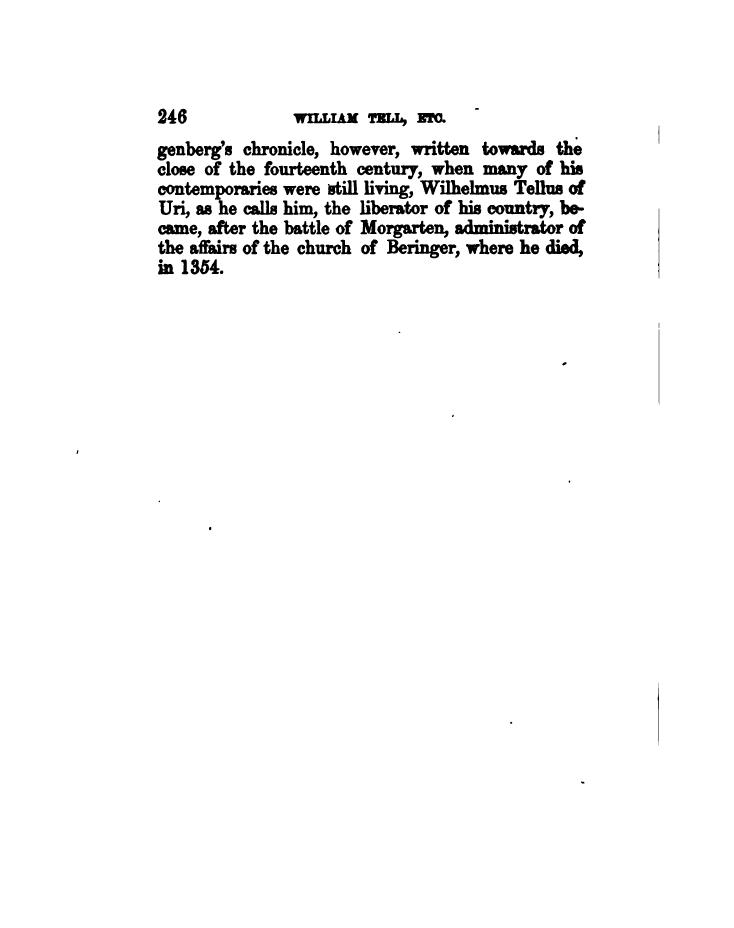 246 WILLIAM TELL, ETC.
genberg's chronicle, however, written towards the
close of the fourteenth century, when many of his
contemporaries were still living, Wilhelmus Tellus of
Uri, as he calls him, the liberator of his country, be-
came, after the battle of Morgarten, administrator of
the affairs of the church of Beringer, where he died,
in 1354.